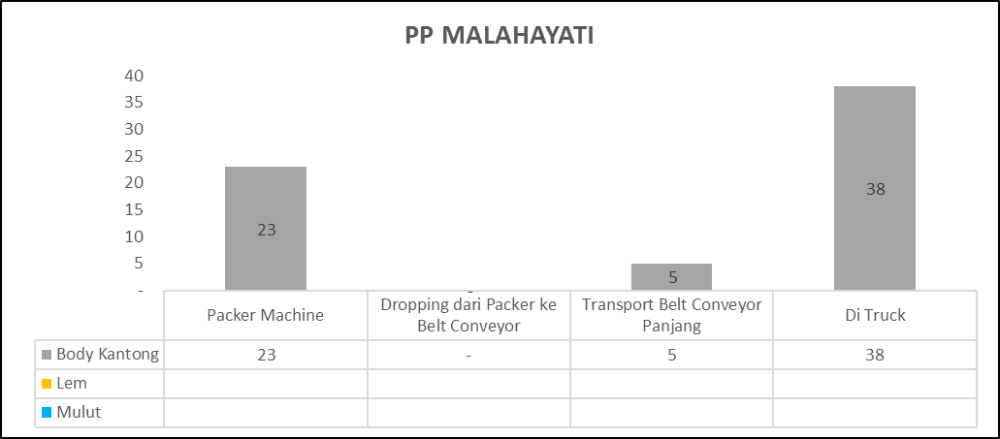 PP MALAHAYATI
40
35
30
25
20
15
10
5
-
23
-
5
38
Packer Machine
Dropping dari Packer ke
Belt Conveyor
Transport Belt Conveyor
Panjang
Di Truck
Body Kantong 23 - 5 38
Lem
Mulut